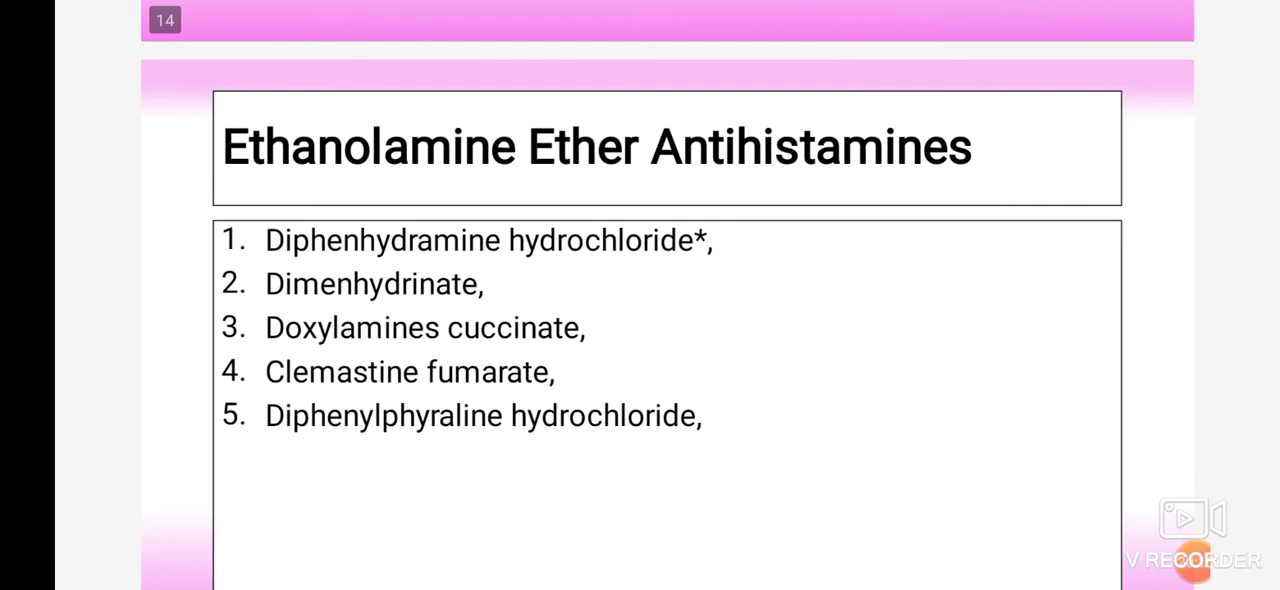 14
Ethanolamine Ether Antihistamines
1. Diphenhydramine hydrochloride*,
2. Dimenhydrinate,
3. Doxylamines cuccinate,
4. Clemastine fumarate,
5. Diphenylphyraline hydrochloride,
V RECORDER